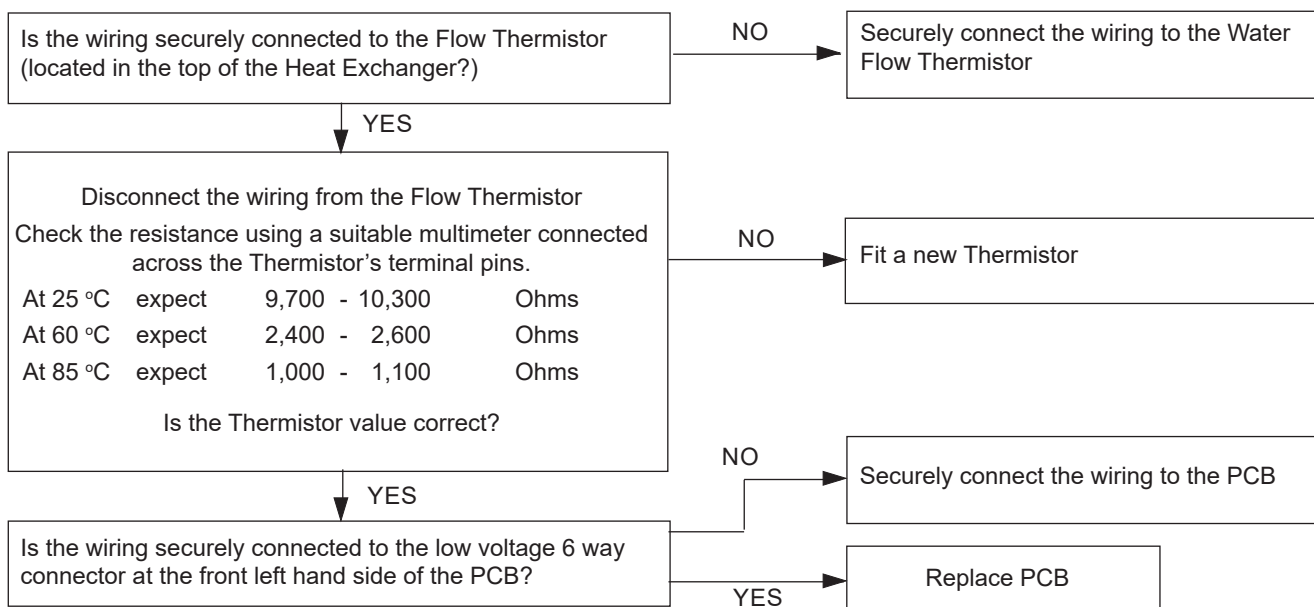 Is the wiring securely connected to the Flow Thermistor
(located in the top of the Heat Exchanger?)
NO
Securely connect the wiring to the Water
Flow Thermistor
YES
Disconnect the wiring from the Flow Thermistor
Check the resistance using a suitable multimeter connected
across the Thermistor’s terminal pins.
At 25 °C expect 9,700 - 10,300 Ohms
At 60 °C expect 2,400 - 2,600 Ohms
At 85 °C expect 1,000 - 1,100 Ohms
Is the Thermistor value correct?
NO
Fit a new Thermistor
YES
Is the wiring securely connected to the low voltage 6 way
connector at the front left hand side of the PCB?
NO
Securely connect the wiring to the PCB
YES
Replace PCB